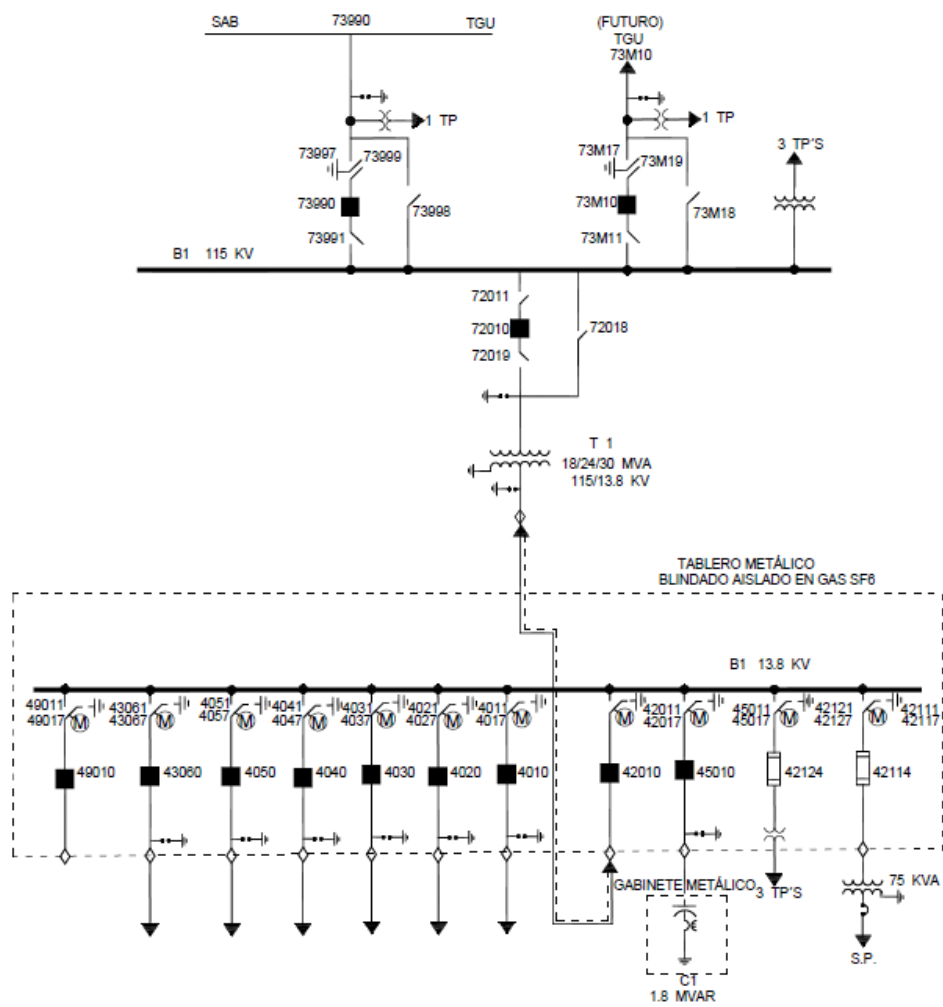 SAB 73990 TGU
(FUTURO)
TGU
73M10
1 TP
1 TP
3 TP'S
73997
73999
73990
73998
73991
73M17
73M19
73M10
73M18
73M11
B1 115 KV
72011
72010
72018
72019
T 1
18/24/30 MVA
115/13.8 KV
TABLERO METÁLICO
BLINDADO AISLADO EN GAS SF6
B1 13.8 KV
49011
49017
M
43061
43067
M
4051
4057
M
4041
4047
M
4031
4037
M
4021
4027
M
4011
4017
M
M
42011
42017
M
45011
45017
M
42121
42127
M
42111
42117
49010
43060
4050
4040
4030
4020
4010
42010
45010
42124
42114
GABINETE METÁLICO
3 TP'S
75 KVA
S.P.
C1
1.8 MVAR